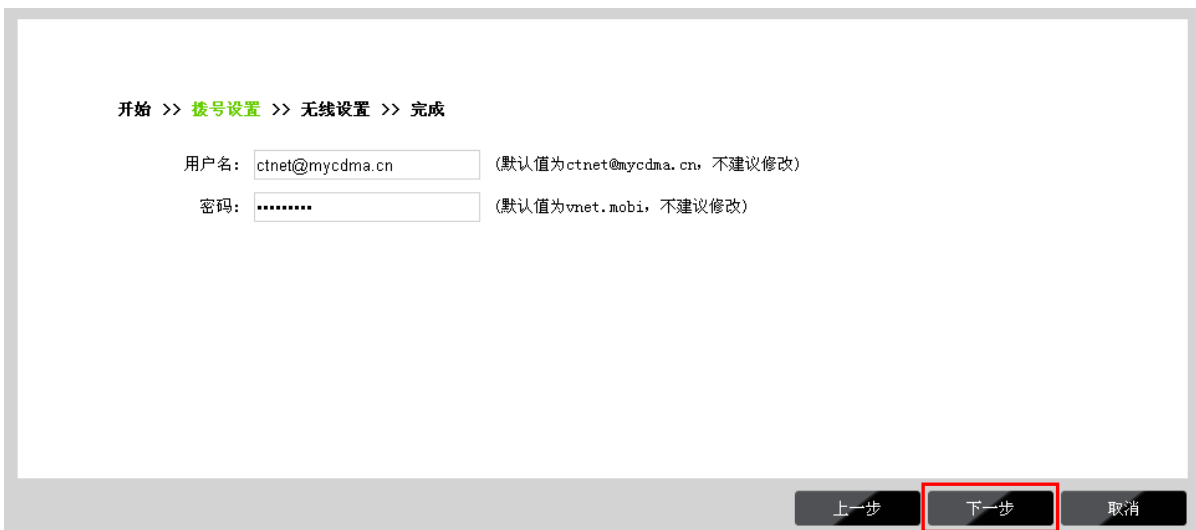 开始 >> 拨号设置 >> 无线设置 >> 完成
用户名: ctnet@mycdma.cn (默认值为ctnet@mycdma.cn，不建议修改)
密码: ••••••••• (默认值为vnet.mobi，不建议修改)
上一步 下一步 取消